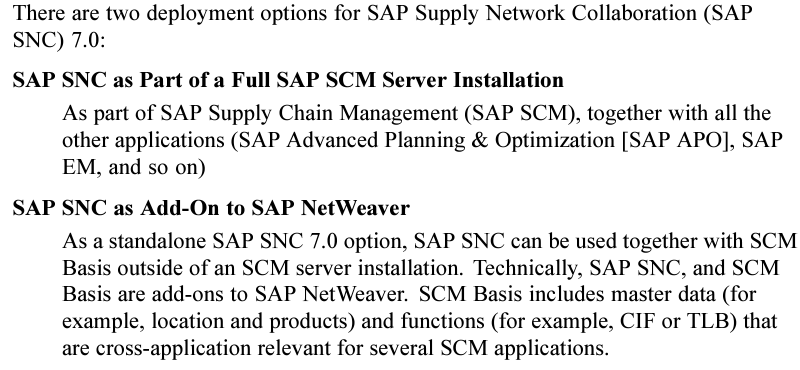 There are two deployment options for SAP Supply Network Collaboration (SAP
SNC) 7.0:
SAP SNC as Part of a Full SAP SCM Server Installation
As part of SAP Supply Chain Management (SAP SCM), together with all the
other applications (SAP Advanced Planning & Optimization [SAP APO], SAP
EM, and so on)
SAP SNC as Add-On to SAP NetWeaver
As a standalone SAP SNC 7.0 option, SAP SNC can be used together with SCM
Basis outside of an SCM server installation. Technically, SAP SNC, and SCM
Basis are add-ons to SAP NetWeaver. SCM Basis includes master data (for
example, location and products) and functions (for example, CIF or TLB) that
are cross-application relevant for several SCM applications.